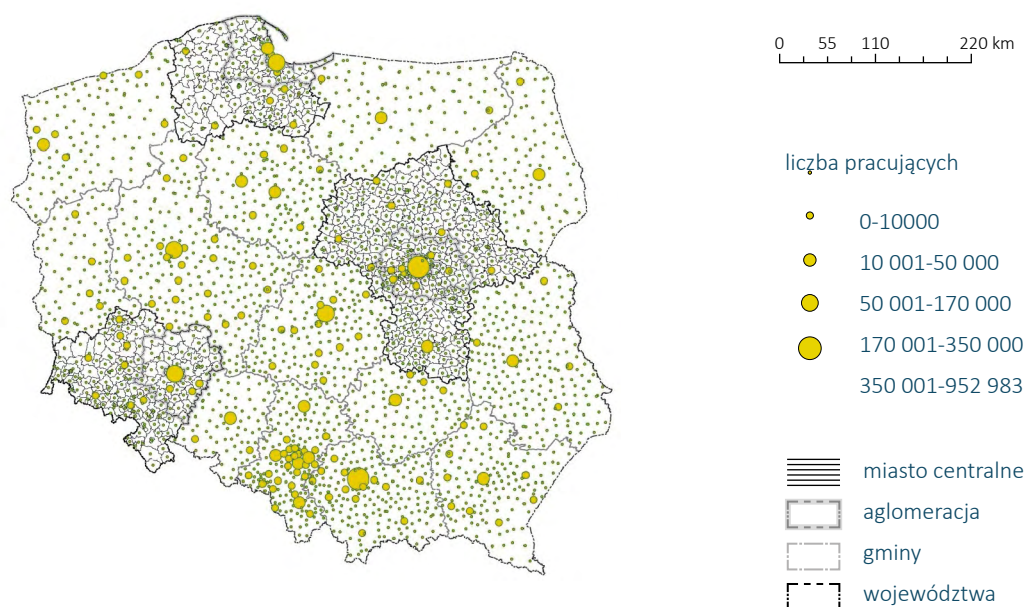 0 55 110 220 km
liczba pracujących
0-10000
10 001-50 000
50 001-170 000
170 001-350 000
350 001-952 983
miasto centralne
aglomeracja
gminy
województwa